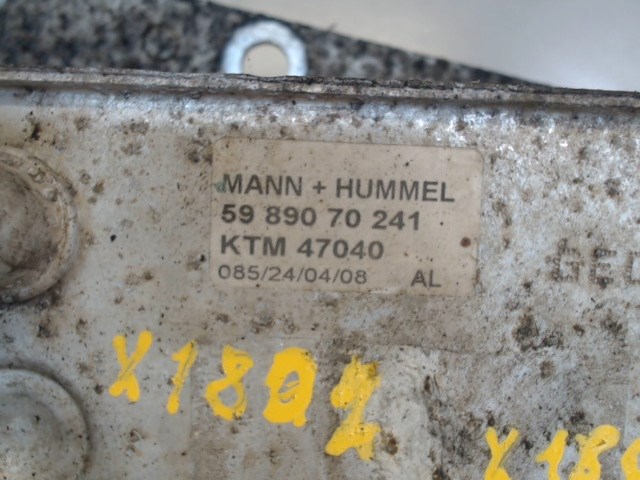 MANN + HUMMEL
59 890 70 241
KTM 47040
085/24/04/08 AL
X1802